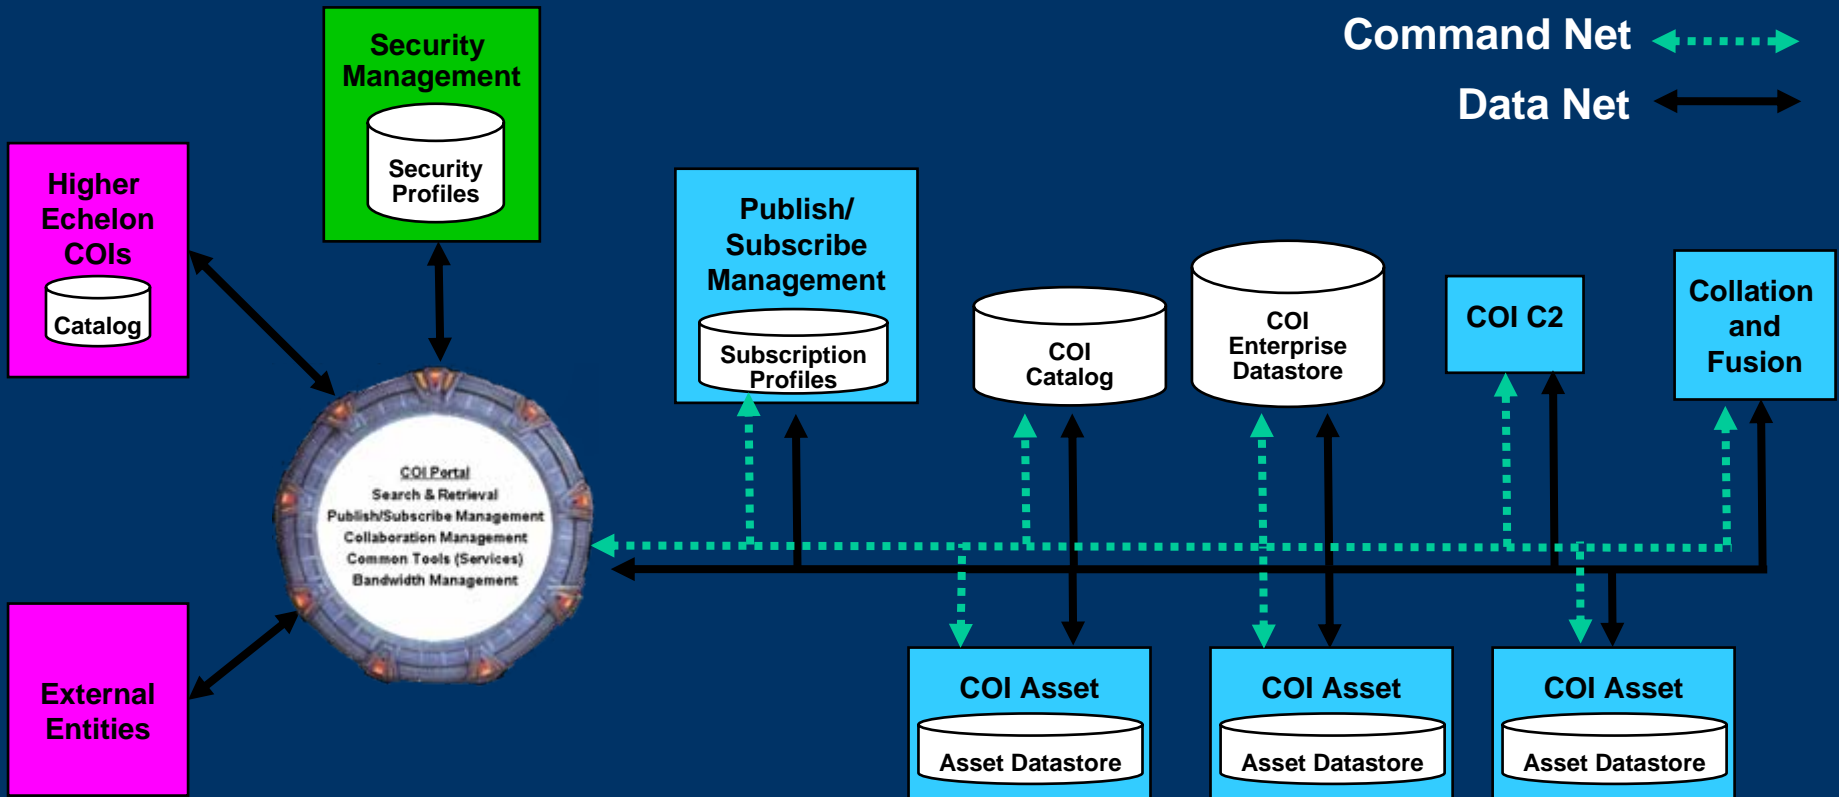 Command Net
Data Net
Security
Management
Security
Profiles
Higher
Echelon
COIs
Catalog
Publish/
Subscribe
Management
Subscription
Profiles
COI
Catalog
COI
Enterprise
Datastore
COI C2
Collation
and
Fusion
COI Portal
Search & Retrieval
Publish/Subscribe Management
Collaboration Management
Common Tools (Services)
Bandwidth Management
External
Entities
COI Asset
Asset Datastore
COI Asset
Asset Datastore
COI Asset
Asset Datastore